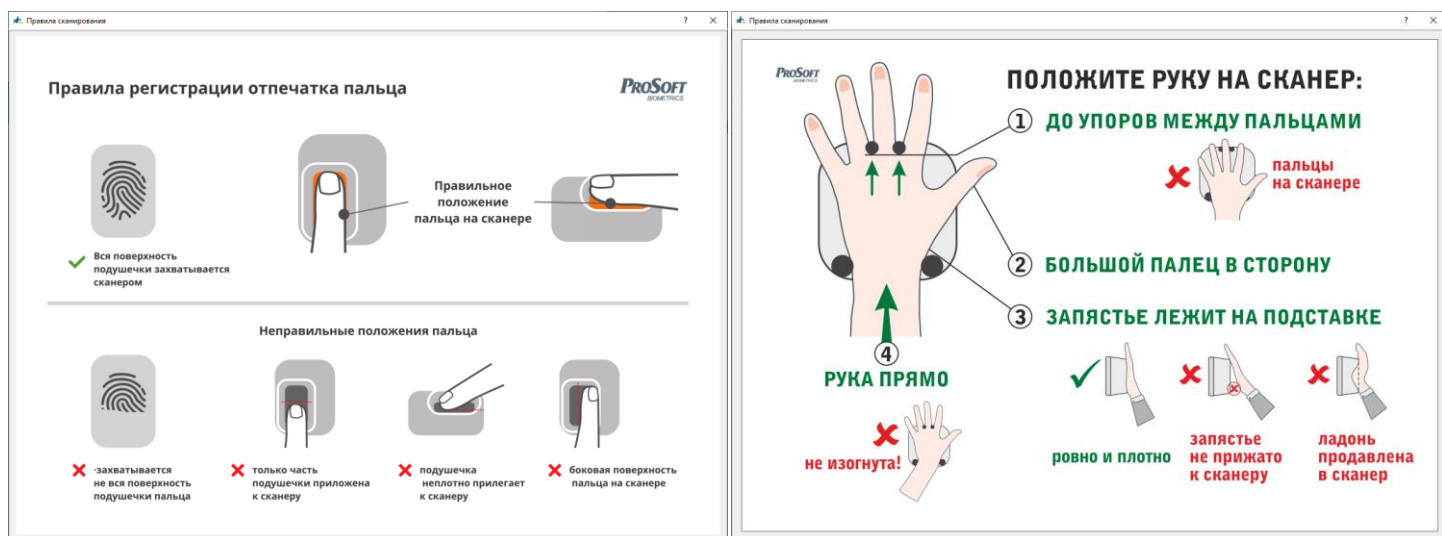 Правила сканирования
? ×
Правила регистрации отпечатка пальца
PROSOFT
BIOMETRICS
Правильное
положение
пальца на сканере
Вся поверхность
подушечки захватывается
сканером
Неправильные положения пальца
-захватывается
не вся поверхность
подушечки пальца
только часть
подушечки приложена
к сканеру
подушечка
неплотно прилегает
к сканеру
боковая поверхность
пальца на сканере
Правила сканирования
? ×
PROSOFT
BIOMETRICS
ПОЛОЖИТЕ РУКУ НА СКАНЕР:
1 ДО УПОРОВ МЕЖДУ ПАЛЬЦАМИ
пальцы
на сканере
2 БОЛЬШОЙ ПАЛЕЦ В СТОРОНУ
3 ЗАПЯСТЬЕ ЛЕЖИТ НА ПОДСТАВКЕ
4
РУКА ПРЯМО
не изогнута!
ровно и плотно
запястье
не прижато
к сканеру
ладонь
продавлена
в сканер